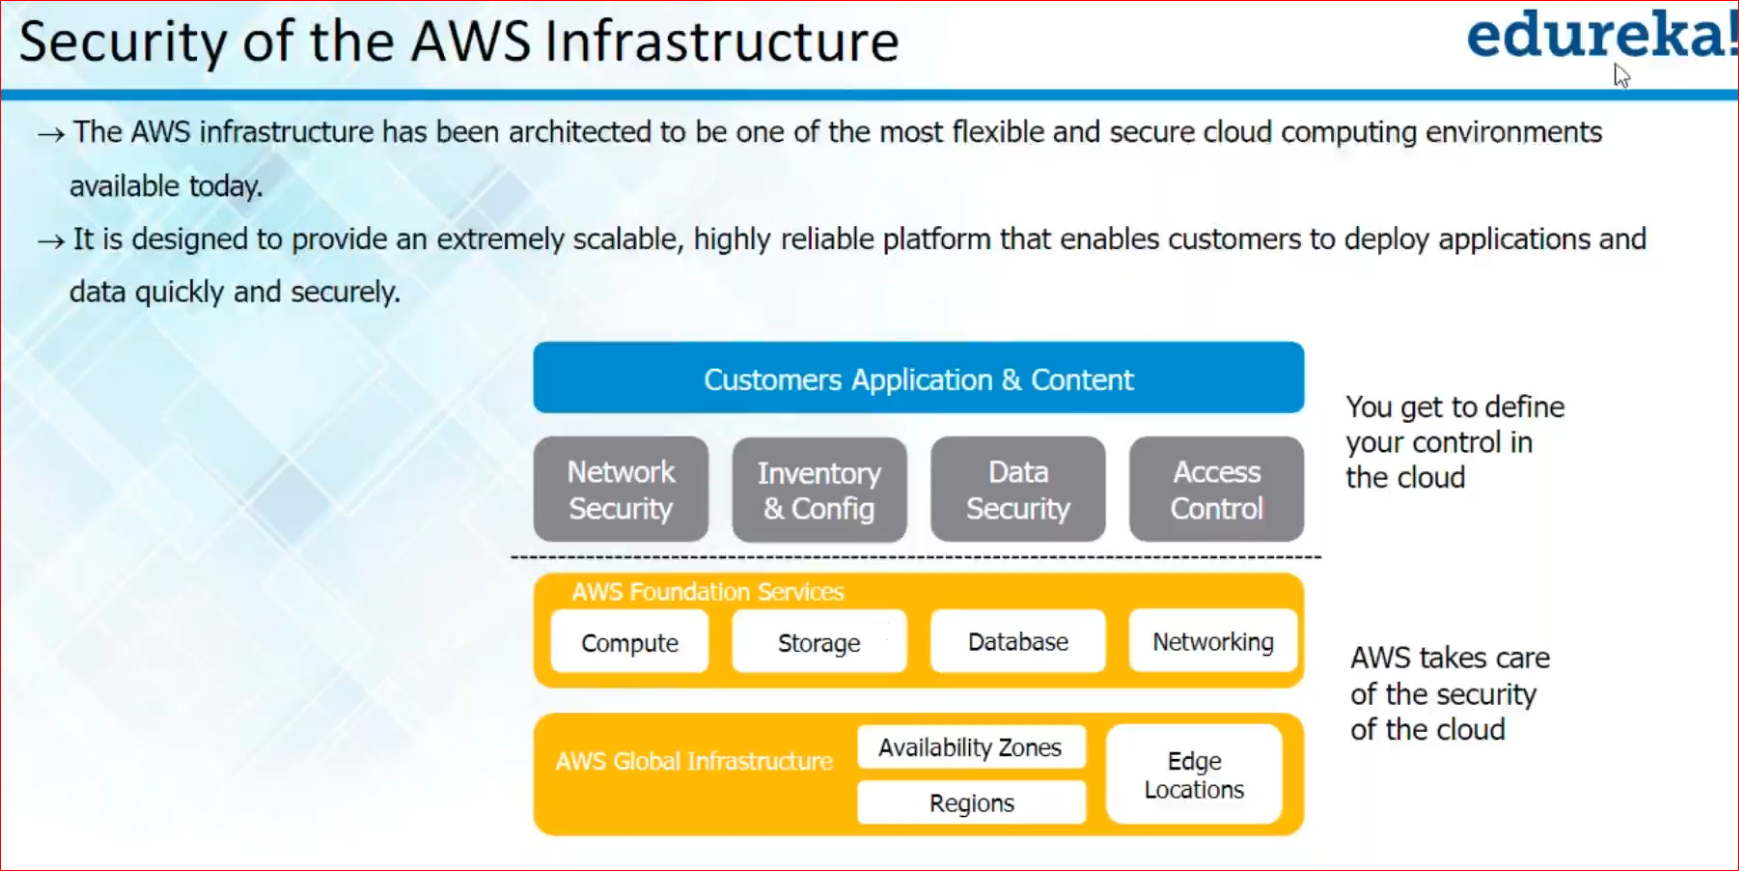 Security of the AWS Infrastructure
edureka!
→ The AWS infrastructure has been architected to be one of the most flexible and secure cloud computing environments
available today.
→ It is designed to provide an extremely scalable, highly reliable platform that enables customers to deploy applications and
data quickly and securely.
Customers Application & Content
You get to define
your control in
the cloud
Network
Security
Inventory
& Config
Data
Security
Access
Control
AWS Foundation Services
Compute
Storage
Database
Networking
AWS takes care
of the security
of the cloud
AWS Global Infrastructure
Availability Zones
Regions
Edge
Locations